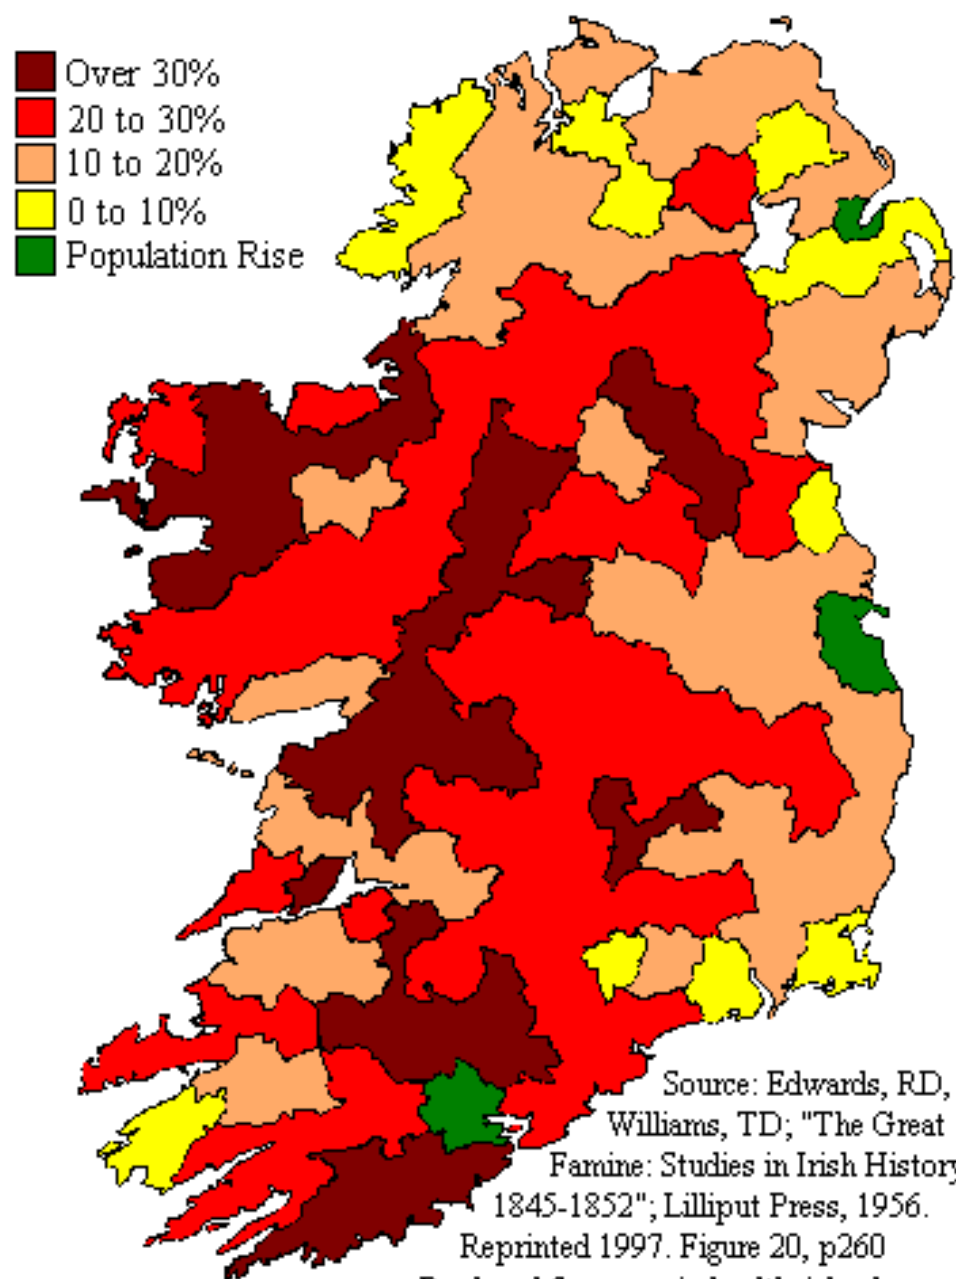 Over 30%
20 to 30%
10 to 20%
0 to 10%
Population Rise
Source: Edwards, RD,
Williams, TD; "The Great
Famine: Studies in Irish History
1845-1852"; Lilliput Press, 1956.
Reprinted 1997. Figure 20, p260